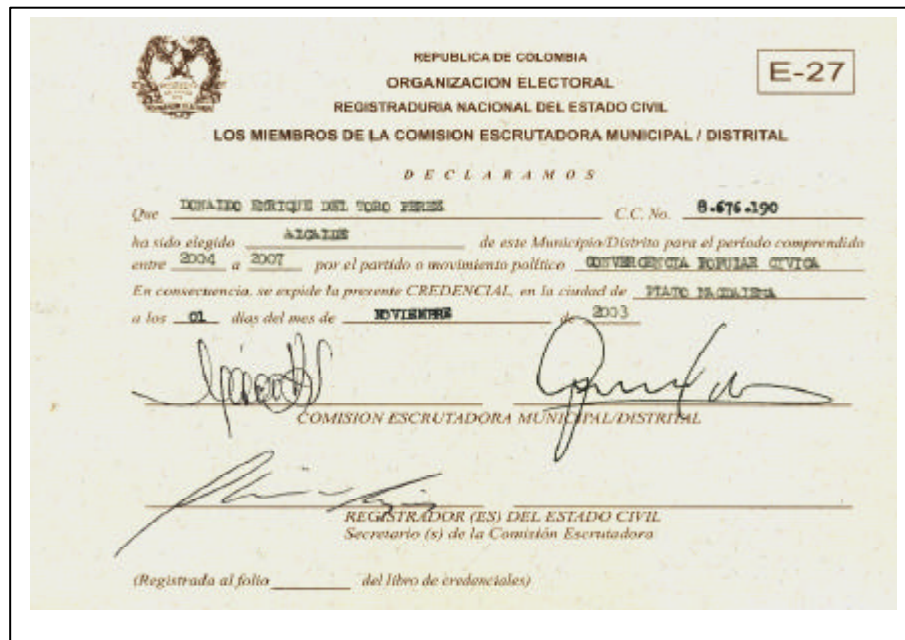 REPUBLICA DE COLOMBIA
ORGANIZACION ELECTORAL
REGISTRADURIA NACIONAL DEL ESTADO CIVIL
E-27
LOS MIEMBROS DE LA COMISION ESCRUTADORA MUNICIPAL / DISTRITAL
DECLARAMOS
Que DONALDO ENRIQUE DEL TORO PEREZ C.C. No. 8.676.190
ha sido elegido ALCALDE de este Municipio/Distrito para el período comprendido
entre 2004 a 2007 por el partido o movimiento político CONVERGENCIA POPULAR CIVICA
En consecuencia, se expide la presente CREDENCIAL, en la ciudad de PLATO MAGDALENA
a los 01 días del mes de NOVIEMBRE de 2003
COMISION ESCRUTADORA MUNICIPAL/DISTRITAL
REGISTRADOR (ES) DEL ESTADO CIVIL
Secretario (s) de la Comisión Escrutadora
(Registrada al folio del libro de credenciales)